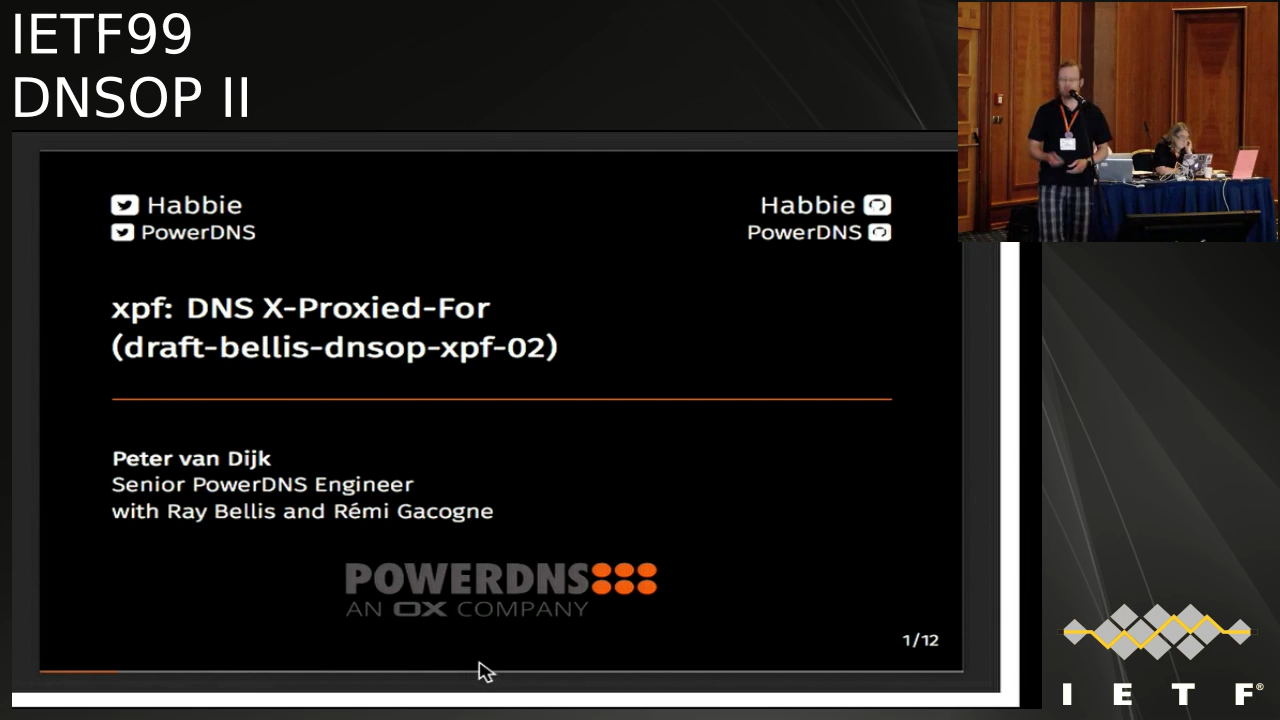 IETF99
DNSOP II
Habbie
PowerDNS
Habbie
PowerDNS
xpf: DNS X-Proxied-For
(draft-bellis-dnsop-xpf-02)
Peter van Dijk
Senior PowerDNS Engineer
with Ray Bellis and Rémi Gacogne
POWERDNS
AN OX COMPANY
1/12
I E T F®